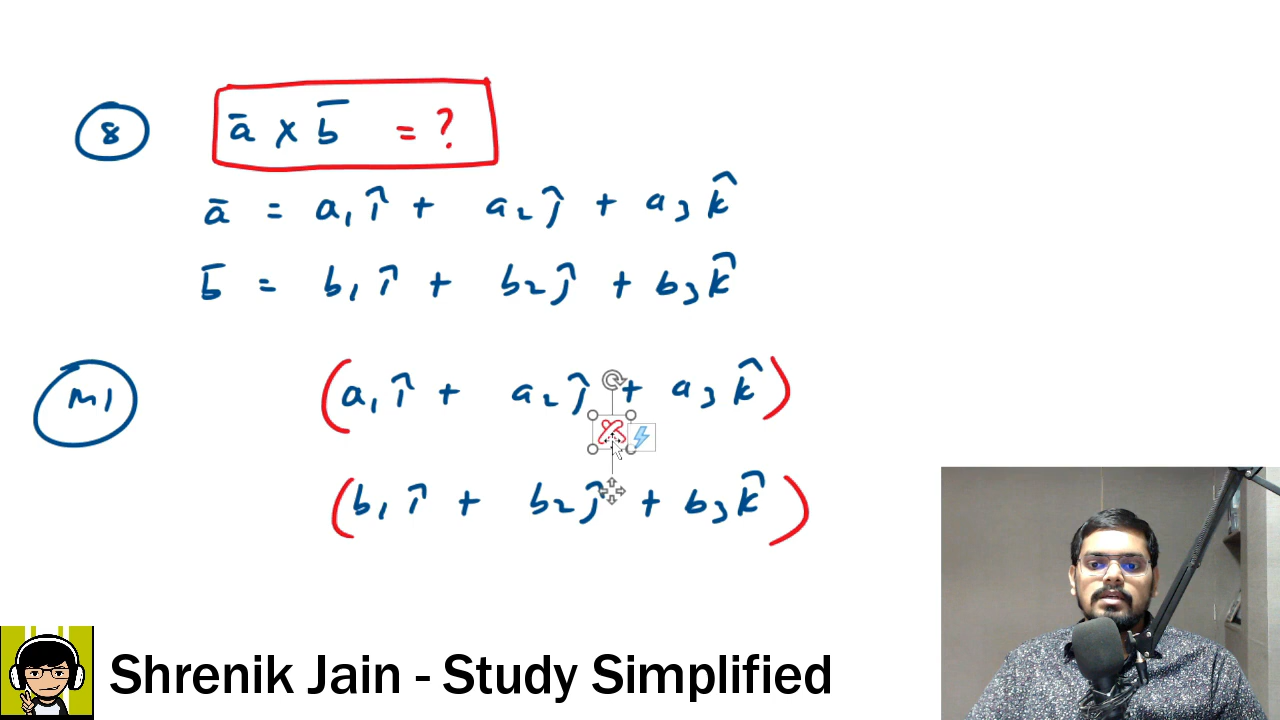 8 a̅ × b̅ = ?
a̅ = a₁î + a₂ĵ + a₃k̂
b̅ = b₁î + b₂ĵ + b₃k̂
M1 (a₁î + a₂ĵ + a₃k̂)
×
(b₁î + b₂ĵ + b₃k̂)
Shrenik Jain - Study Simplified